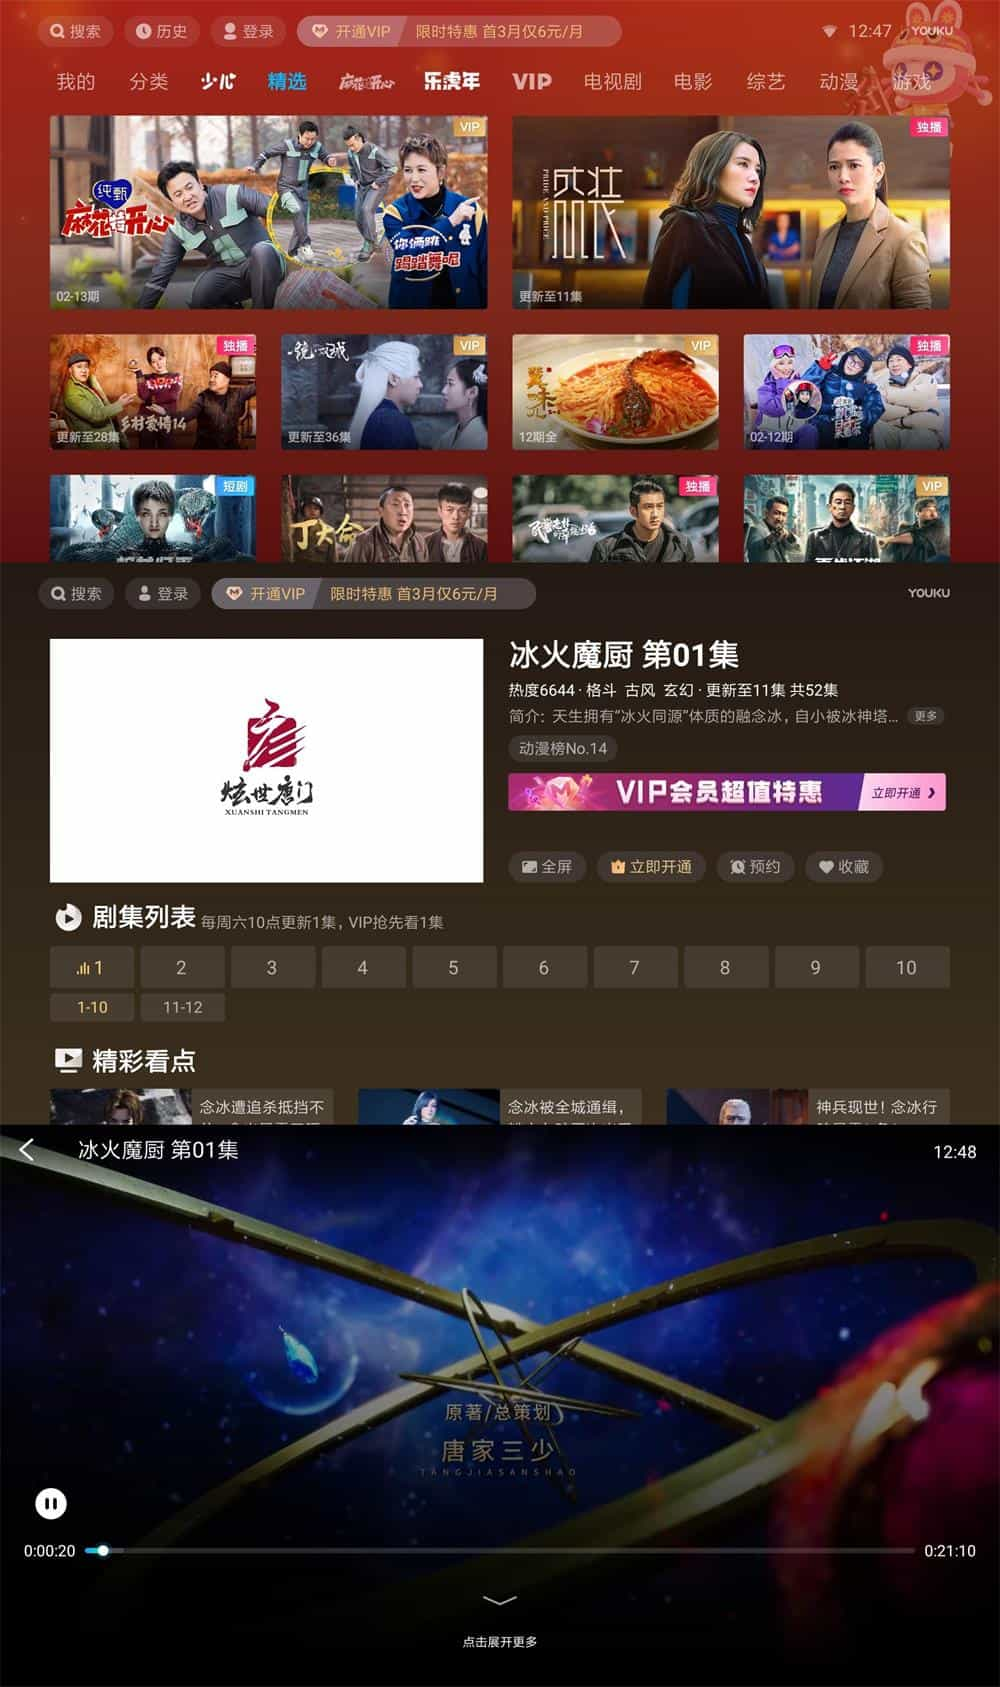 搜索 历史 登录 开通VIP 限时特惠 首3月仅6元/月 12:47 YOUKU
我的 分类 少儿 精选 麻花特开心 乐虎年 VIP 电视剧 电影 综艺 动漫 游戏
VIP
独播
纯甄
PRIDE AND PRICE
你俩跳
踢踏舞呢
02-13期
更新至11集
独播
VIP
VIP
独播
乡村爱情14
更新至28集
更新至36集
12期全
02-12期
短剧
独播
VIP
丁大命
搜索 登录 开通VIP 限时特惠 首3月仅6元/月 YOUKU
冰火魔厨 第01集
热度6644 · 格斗 古风 玄幻 · 更新至11集 共52集
简介：天生拥有“冰火同源”体质的融念冰，自小被冰神塔... 更多
动漫榜No.14
VIP会员超值特惠 立即开通
全屏 立即开通 预约 收藏
炫世唐门
XUANSHI TANGMEN
剧集列表 每周六10点更新1集，VIP抢先看1集
1 2 3 4 5 6 7 8 9 10
1-10 11-12
精彩看点
念冰遭追杀抵挡不
念冰被全城通缉，
神兵现世！念冰行
冰火魔厨 第01集 12:48
原著/总策划
唐家三少
TANGJIASANSHAO
0:00:20 0:21:10
点击展开更多